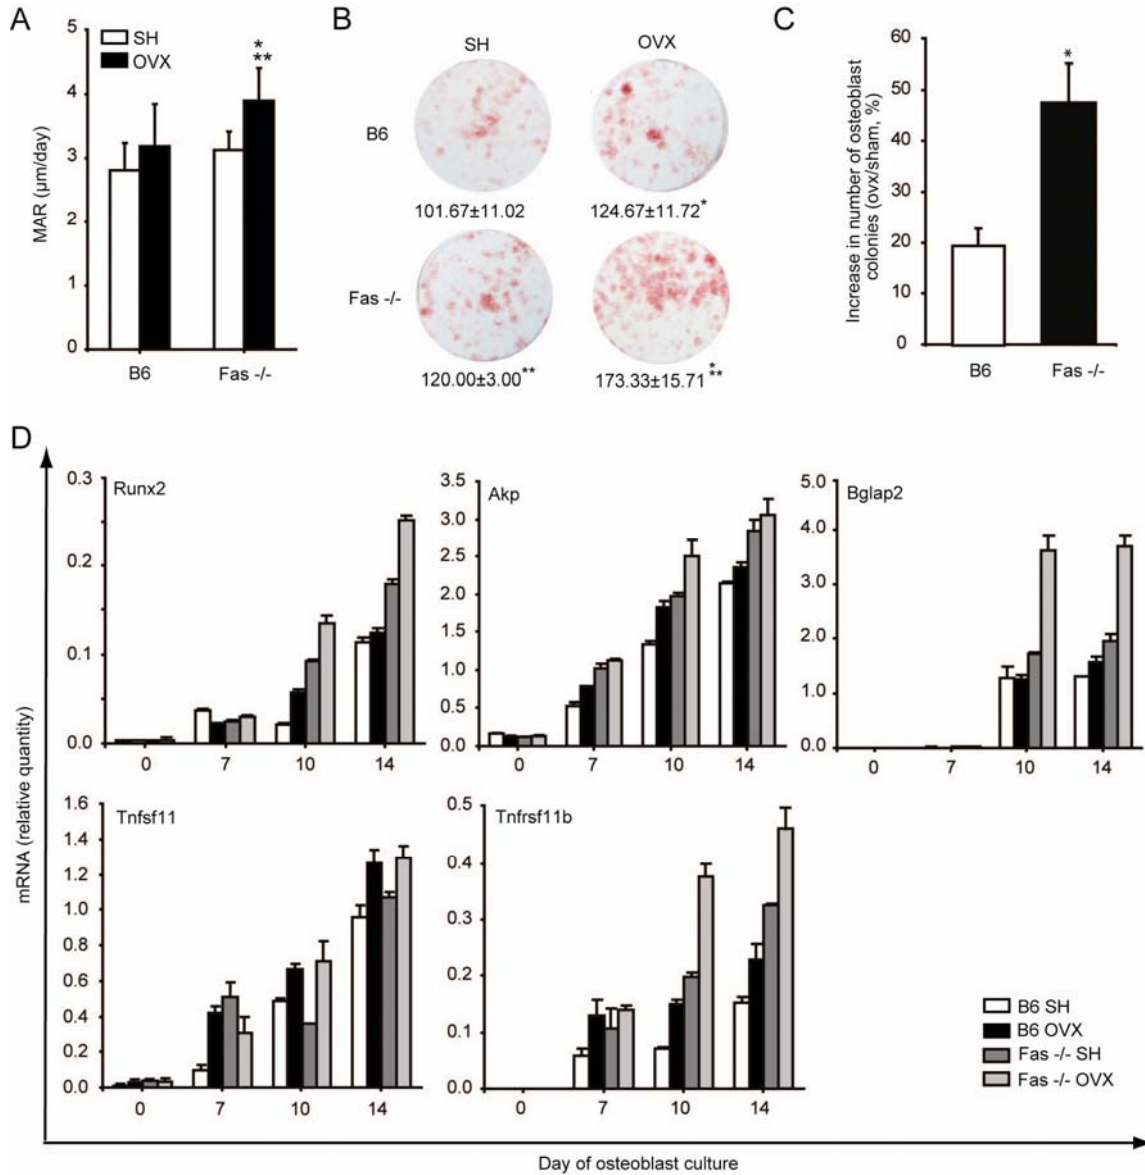 A
SH
OVX
MAR (µm/day)
5
4
3
2
1
0
*
**
B6
Fas -/-
B
SH
OVX
B6
101.67±11.02
124.67±11.72*
Fas -/-
120.00±3.00**
173.33±15.71*
**
C
Increase in number of osteoblast
colonies (ovx/sham, %)
60
50
40
30
20
10
0
*
B6
Fas -/-
D
mRNA (relative quantity)
Runx2
0.3
0.2
0.1
0.0
0 7 10 14
Akp
3.5
3.0
2.5
2.0
1.5
1.0
0.5
0.0
0 7 10 14
Bglap2
5.0
4.0
2.0
1.0
0.0
0 7 10 14
Tnfsf11
1.6
1.4
1.2
1.0
0.8
0.6
0.4
0.2
0.0
0 7 10 14
Tnfrsf11b
0.5
0.4
0.3
0.2
0.1
0.0
0 7 10 14
B6 SH
B6 OVX
Fas -/- SH
Fas -/- OVX
Day of osteoblast culture